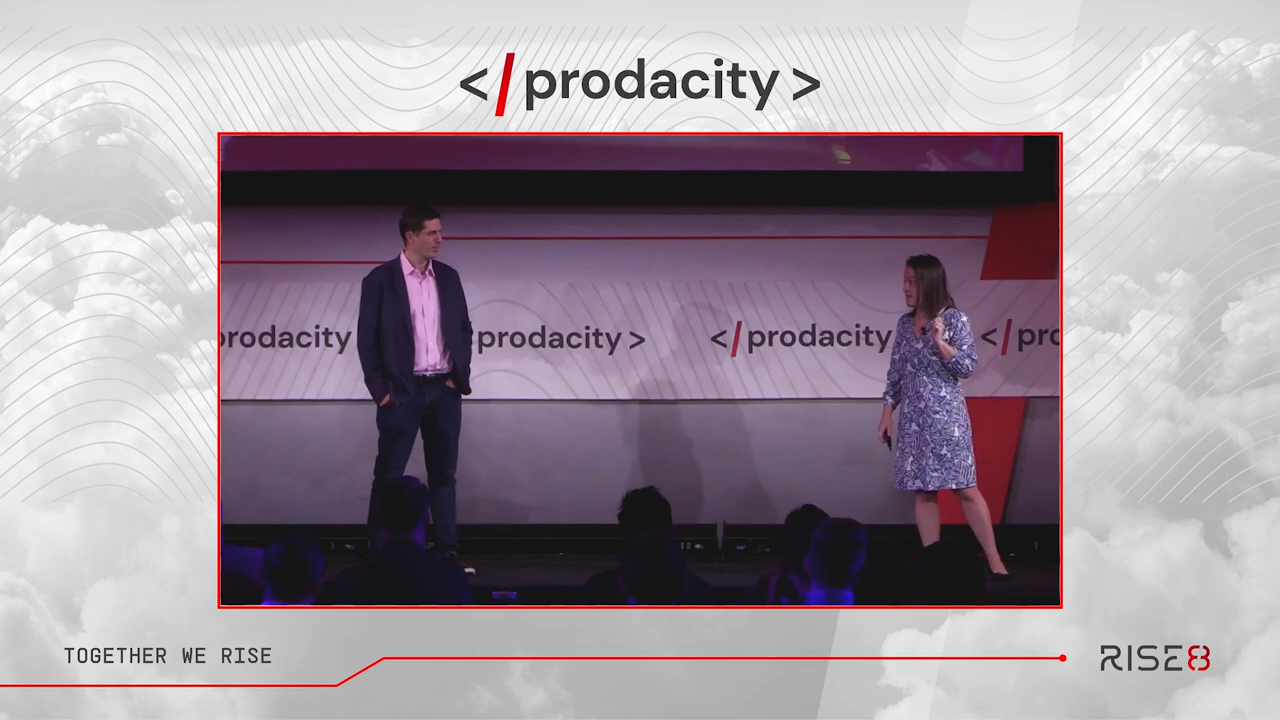 </prodacity>
prodacity
prodacity >
</prodacity
</pro
TOGETHER WE RISE
RISE8